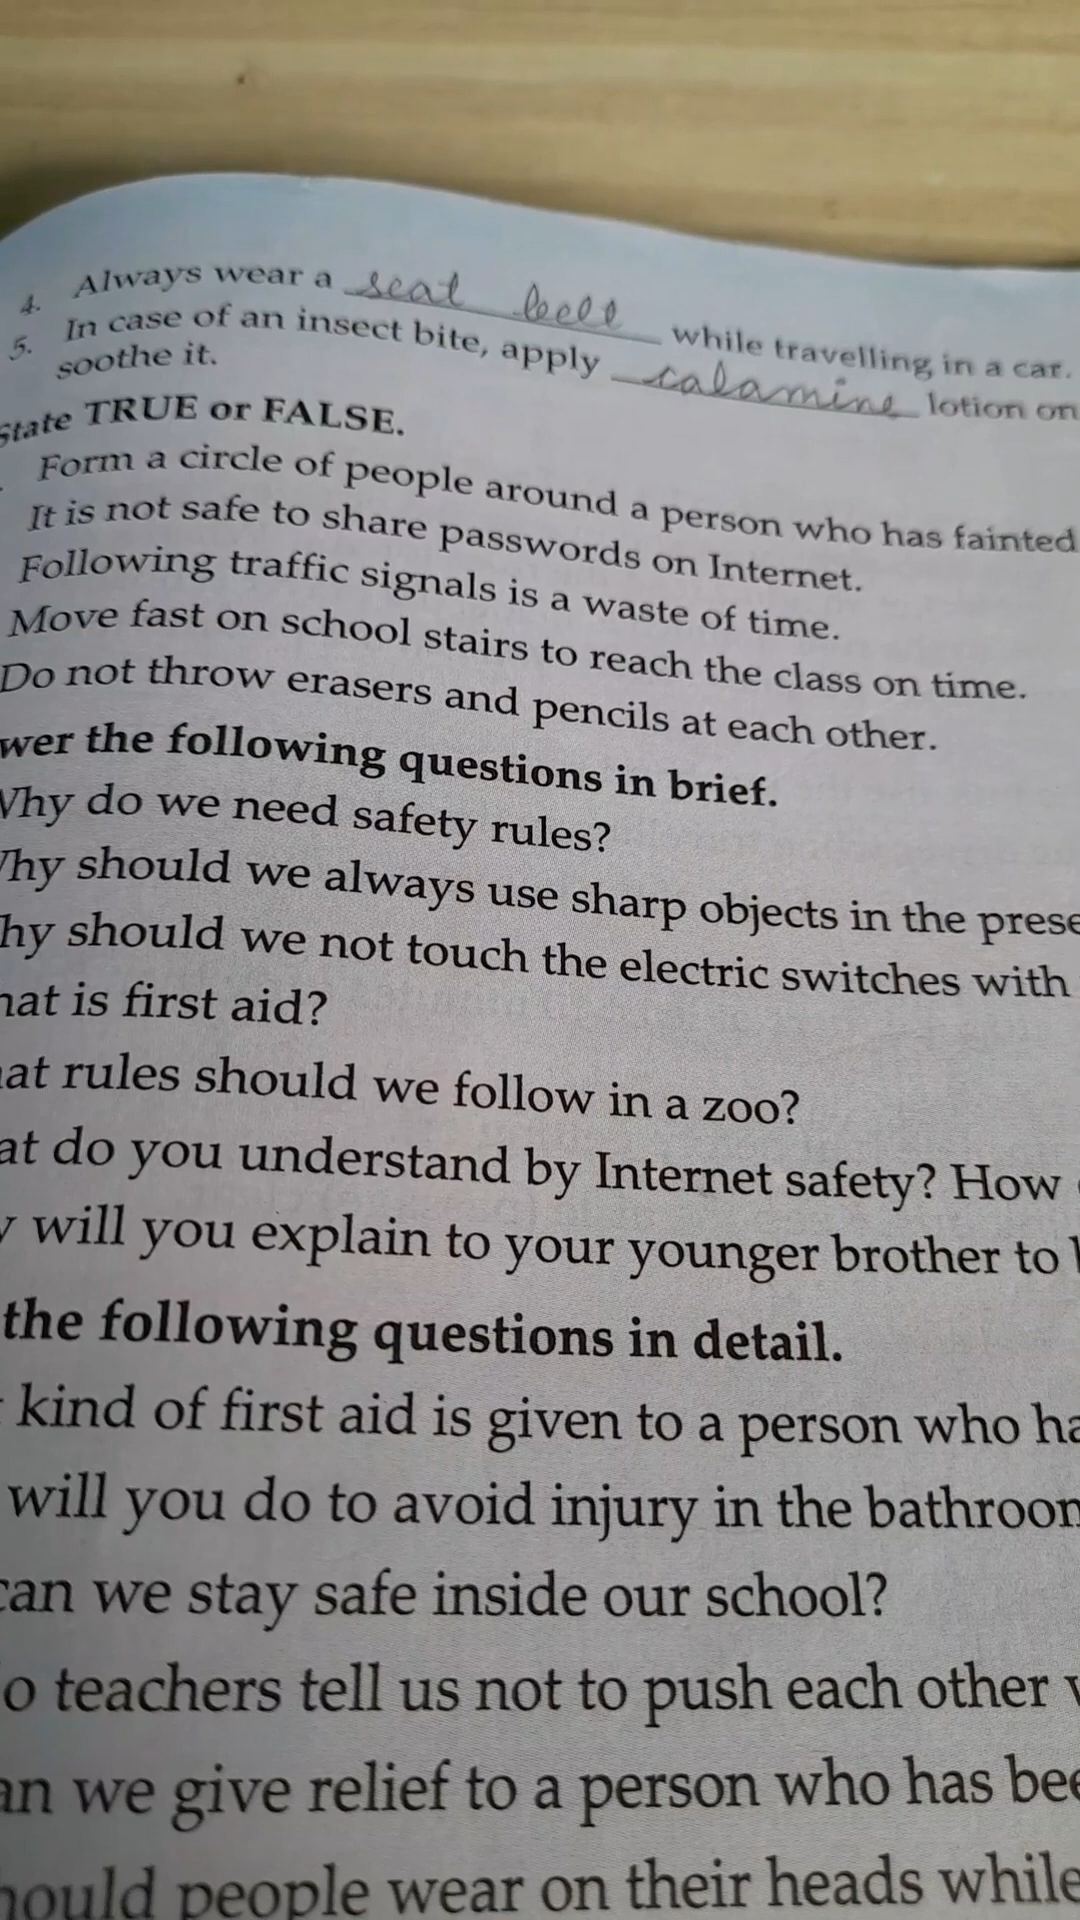 4. Always wear a seat belt while travelling in a car.
5. In case of an insect bite, apply calamine lotion on
soothe it.
State TRUE or FALSE.
Form a circle of people around a person who has fainted
It is not safe to share passwords on Internet.
Following traffic signals is a waste of time.
Move fast on school stairs to reach the class on time.
Do not throw erasers and pencils at each other.
wer the following questions in brief.
Why do we need safety rules?
hy should we always use sharp objects in the prese
hy should we not touch the electric switches with
hat is first aid?
at rules should we follow in a zoo?
at do you understand by Internet safety? How
will you explain to your younger brother to
the following questions in detail.
kind of first aid is given to a person who ha
will you do to avoid injury in the bathroom
can we stay safe inside our school?
o teachers tell us not to push each other
an we give relief to a person who has bee
hould people wear on their heads while